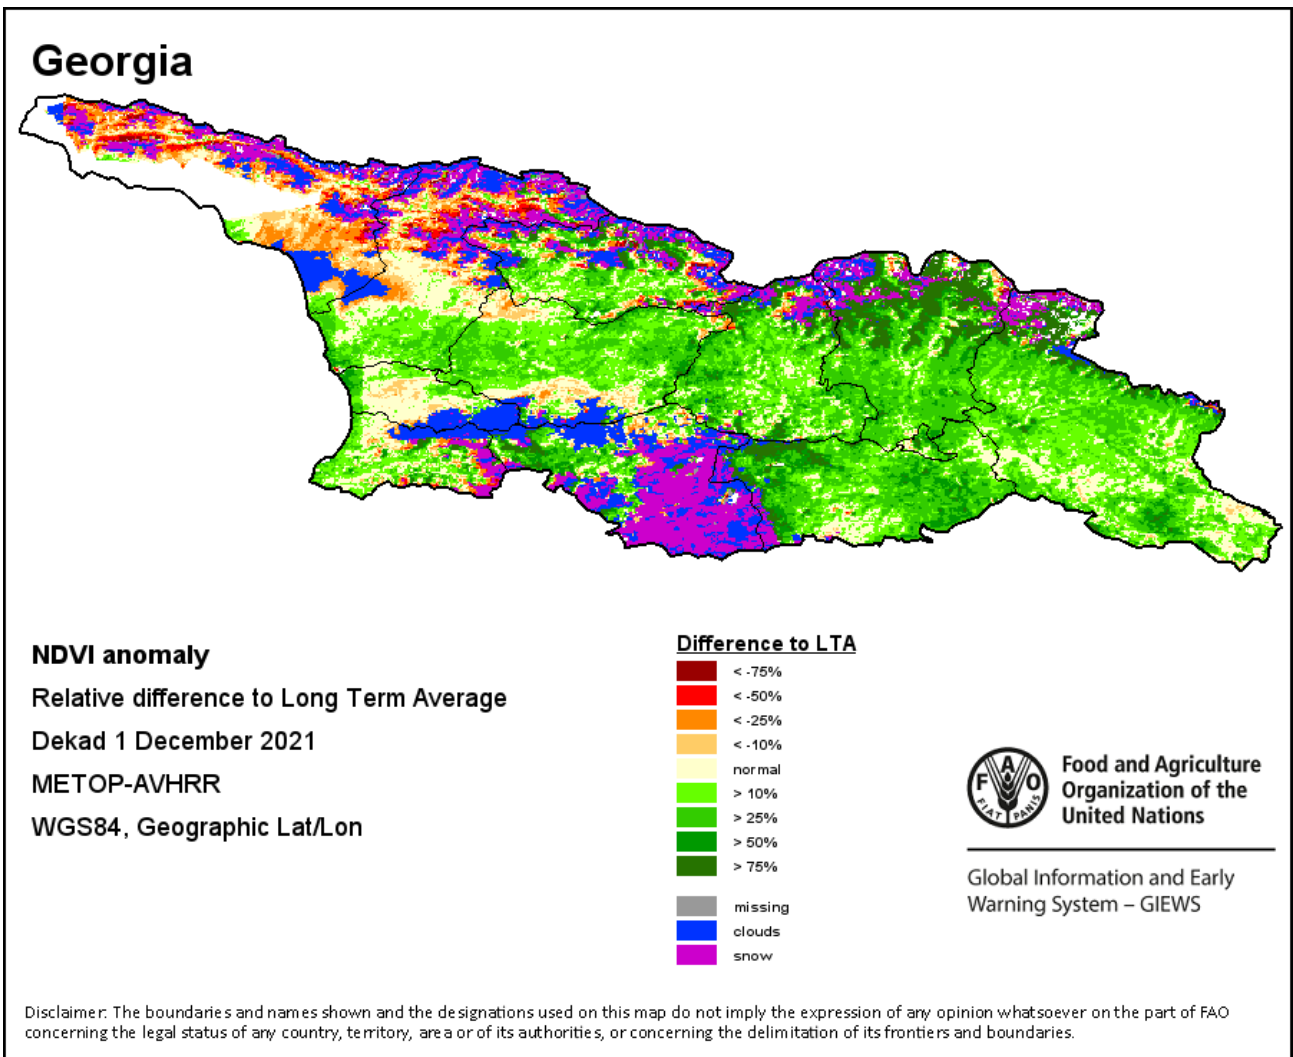 Georgia
NDVI anomaly
Relative difference to Long Term Average
Dekad 1 December 2021
METOP-AVHRR
WGS84, Geographic Lat/Lon
Difference to LTA
< -75%
< -50%
< -25%
< -10%
normal
> 10%
> 25%
> 50%
> 75%
missing
clouds
snow
F A O
FIAT PANIS
Food and Agriculture
Organization of the
United Nations
Global Information and Early
Warning System – GIEWS
Disclaimer: The boundaries and names shown and the designations used on this map do not imply the expression of any opinion whatsoever on the part of FAO
concerning the legal status of any country, territory, area or of its authorities, or concerning the delimitation of its frontiers and boundaries.